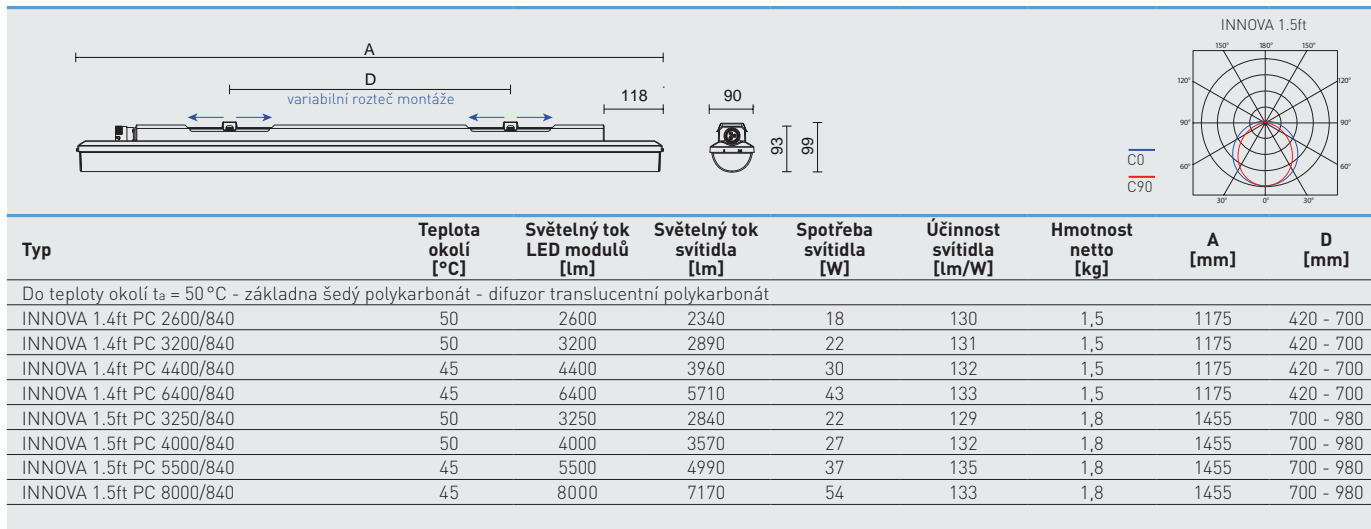 INNOVA 1.5ft
A
D
variabilní rozteč montáže
118
90
93
99
150° 180° 150°
120° 120°
90° 90°
60° 60°
30° 0° 30°
C0
C90
Typ Teplota okolí [°C] Světelný tok LED modulů [lm] Světelný tok svítidla [lm] Spotřeba svítidla [W] Účinnost svítidla [lm/W] Hmotnost netto [kg] A [mm] D [mm]
Do teploty okolí ta = 50°C - základna šedý polykarbonát - difuzor translucentní polykarbonát
INNOVA 1.4ft PC 2600/840 50 2600 2340 18 130 1,5 1175 420 - 700
INNOVA 1.4ft PC 3200/840 50 3200 2890 22 131 1,5 1175 420 - 700
INNOVA 1.4ft PC 4400/840 45 4400 3960 30 132 1,5 1175 420 - 700
INNOVA 1.4ft PC 6400/840 45 6400 5710 43 133 1,5 1175 420 - 700
INNOVA 1.5ft PC 3250/840 50 3250 2840 22 129 1,8 1455 700 - 980
INNOVA 1.5ft PC 4000/840 50 4000 3570 27 132 1,8 1455 700 - 980
INNOVA 1.5ft PC 5500/840 45 5500 4990 37 135 1,8 1455 700 - 980
INNOVA 1.5ft PC 8000/840 45 8000 7170 54 133 1,8 1455 700 - 980